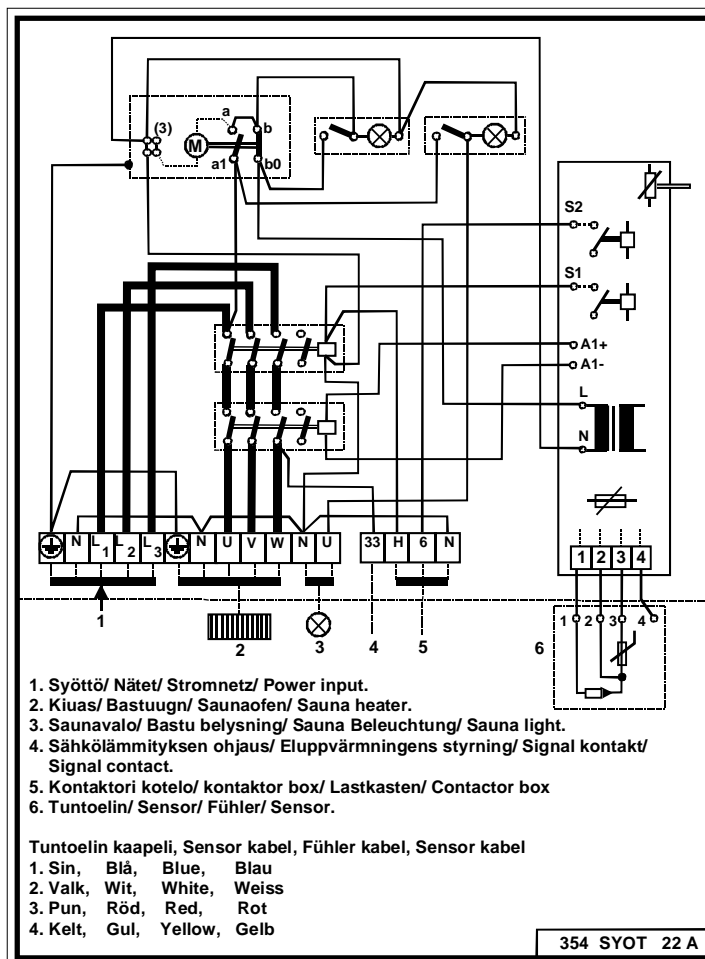 a
b
(3)
M
a1
b0
S2
S1
A1+
A1-
L
N
N L1 L2 L3 N U V W N U
33 H 6 N
1 2 3 4
1 2 3 4
6
1 2 3 4 5
1. Syöttö/ Nätet/ Stromnetz/ Power input.
2. Kiuas/ Bastuugn/ Saunaofen/ Sauna heater.
3. Saunavalo/ Bastu belysning/ Sauna Beleuchtung/ Sauna light.
4. Sähkölämmityksen ohjaus/ Eluppvärmningens styrning/ Signal kontakt/
Signal contact.
5. Kontaktori kotelo/ kontaktor box/ Lastkasten/ Contactor box
6. Tuntoelin/ Sensor/ Fühler/ Sensor.
Tuntoelin kaapeli, Sensor kabel, Fühler kabel, Sensor kabel
1. Sin, Blå, Blue, Blau
2. Valk, Wit, White, Weiss
3. Pun, Röd, Red, Rot
4. Kelt, Gul, Yellow, Gelb
354 SYOT 22 A